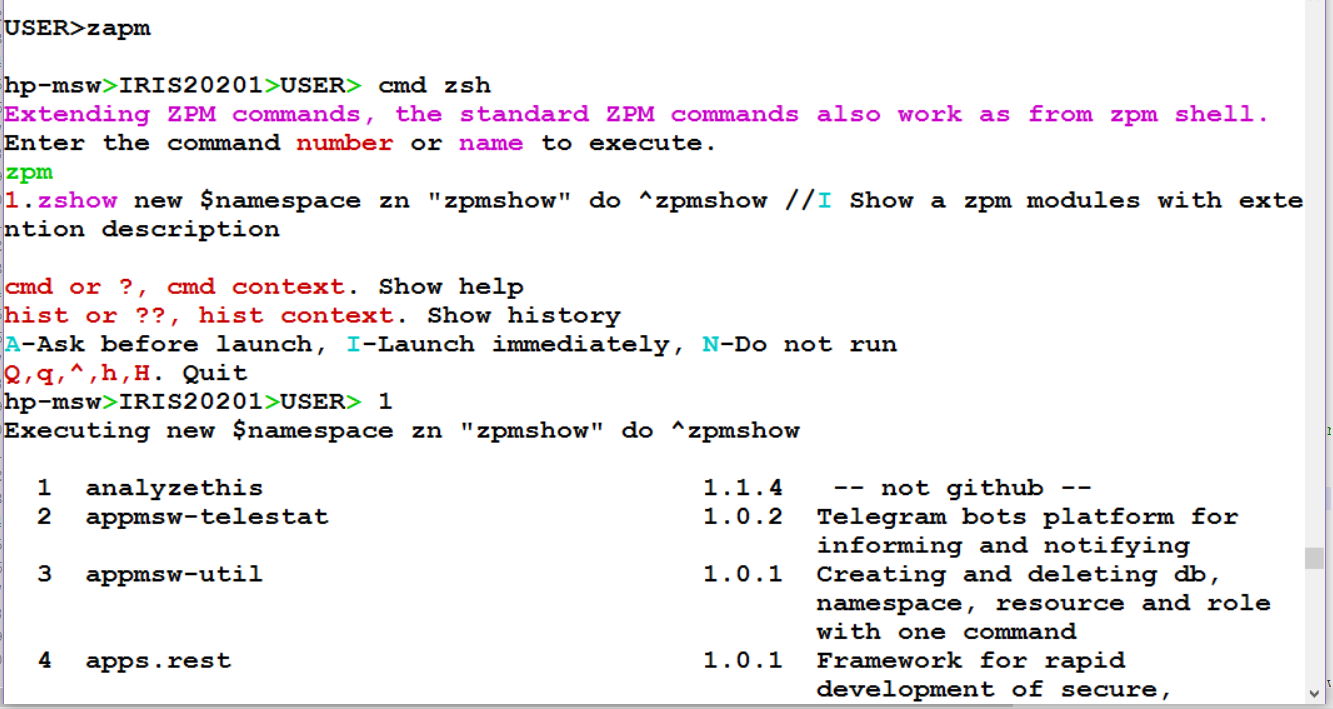 USER>zapm
hp-msw>IRIS20201>USER> cmd zsh
Extending ZPM commands, the standard ZPM commands also work as from zpm shell.
Enter the command number or name to execute.
zpm
1.zshow new $namespace zn "zpmshow" do ^zpmshow //I Show a zpm modules with exte
ntion description
cmd or ?, cmd context. Show help
hist or ??, hist context. Show history
A-Ask before launch, I-Launch immediately, N-Do not run
Q,q,^,h,H. Quit
hp-msw>IRIS20201>USER> 1
Executing new $namespace zn "zpmshow" do ^zpmshow
1 analyzethis 1.1.4 -- not github --
2 appmsw-telestat 1.0.2 Telegram bots platform for
informing and notifying
3 appmsw-util 1.0.1 Creating and deleting db,
namespace, resource and role
with one command
4 apps.rest 1.0.1 Framework for rapid
development of secure,